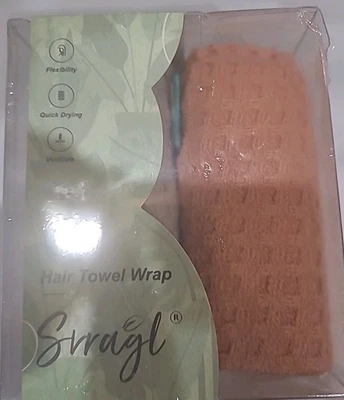 Flexibility
Quick Drying
Hair Towel Wrap
Srragl®